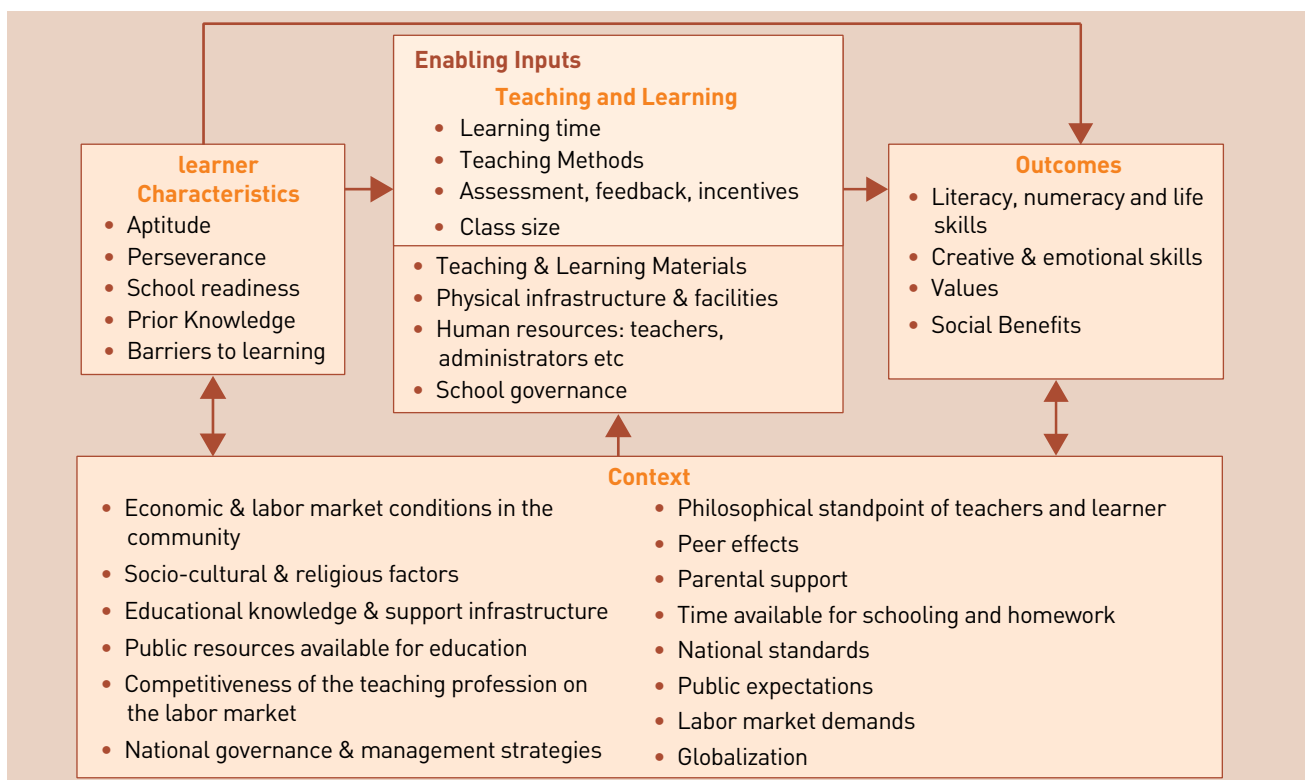 Enabling Inputs
Teaching and Learning
• Learning time
• Teaching Methods
• Assessment, feedback, incentives
• Class size
• Teaching & Learning Materials
• Physical infrastructure & facilities
• Human resources: teachers,
administrators etc
• School governance
learner
Characteristics
• Aptitude
• Perseverance
• School readiness
• Prior Knowledge
• Barriers to learning
Outcomes
• Literacy, numeracy and life
skills
• Creative & emotional skills
• Values
• Social Benefits
Context
• Economic & labor market conditions in the
community
• Socio-cultural & religious factors
• Educational knowledge & support infrastructure
• Public resources available for education
• Competitiveness of the teaching profession on
the labor market
• National governance & management strategies
• Philosophical standpoint of teachers and learner
• Peer effects
• Parental support
• Time available for schooling and homework
• National standards
• Public expectations
• Labor market demands
• Globalization